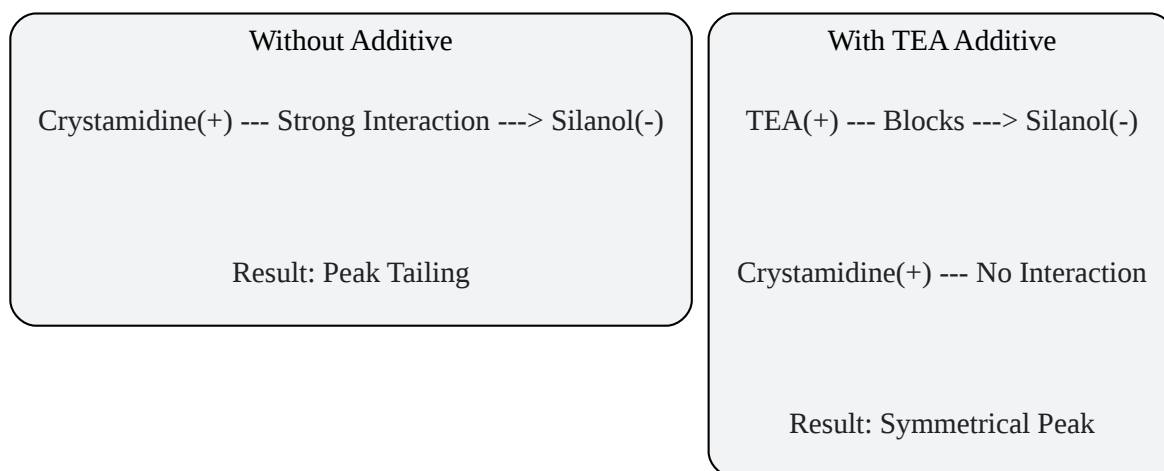 Without Additive
Crystamidine(+) --- Strong Interaction ---> Silanol(-)
Result: Peak Tailing
With TEA Additive
TEA(+) --- Blocks ---> Silanol(-)
Crystamidine(+) --- No Interaction
Result: Symmetrical Peak